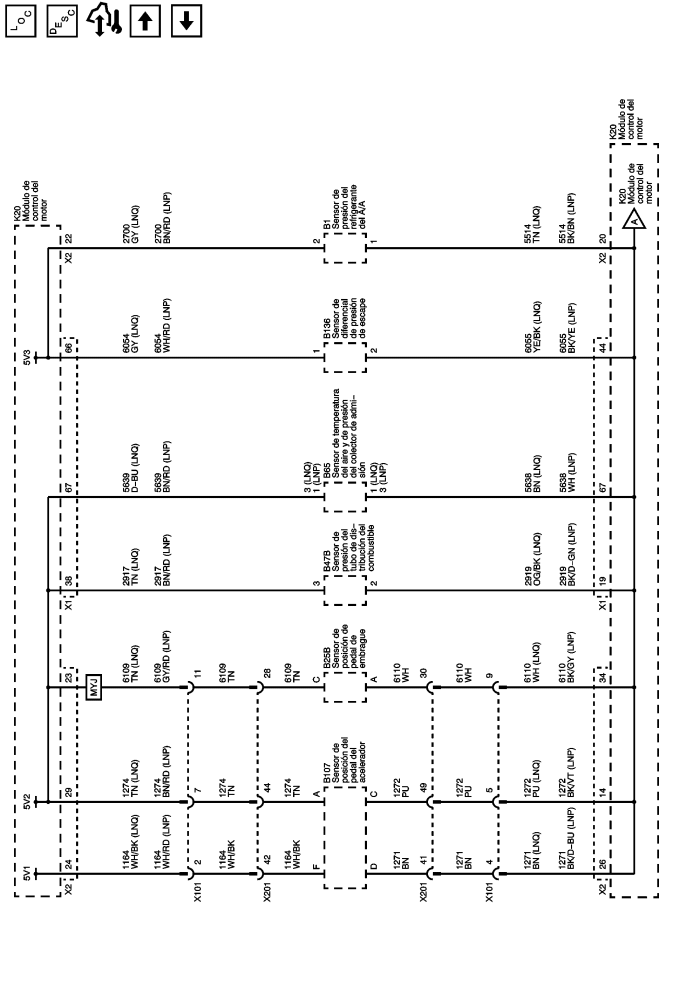 LOC
DESC
K20
Módulo de
control del
motor
5V1
5V2
5V3
X2
24
29
23
X1
38
67
66
X2
22
MYJ
1164
WH/BK (LNQ)
1164
WH/RD (LNP)
1274
TN (LNQ)
1274
BN/RD (LNP)
6109
TN (LNQ)
6109
GY/RD (LNP)
2917
TN (LNQ)
2917
BN/RD (LNP)
5639
D-BU (LNQ)
5639
BN/RD (LNP)
6054
GY (LNQ)
6054
WH/RD (LNP)
2700
GY (LNQ)
2700
BN/RD (LNP)
X101
2
7
11
1164
WH/BK
1274
TN
6109
TN
X201
42
44
28
1164
WH/BK
1274
TN
6109
TN
F
A
C
3
3 (LNQ)
1 (LNP)
1
2
B107
Sensor de
posición del
pedal del
acelerador
B25B
Sensor de
posición de
pedal de
embrague
B47B
Sensor de
presión del
tubo de dis-
tribución del
combustible
B65
Sensor de temperatura
del aire y de presión
del colector de admi-
sión
B136
Sensor de
diferencial
de presión
de escape
B1
Sensor de
presión del
refrigerante
del A/A
D
C
A
2
1 (LNQ)
3 (LNP)
2
1
1271
BN
1272
PU
6110
WH
X201
41
49
30
1271
BN
1272
PU
6110
WH
X101
4
5
9
1271
BN (LNQ)
1271
BK/D-BU (LNP)
1272
PU (LNQ)
1272
BK/VT (LNP)
6110
WH (LNQ)
6110
BK/GY (LNP)
2919
OG/BK (LNQ)
2919
BK/D-GN (LNP)
5638
BN (LNQ)
5638
WH (LNP)
6055
YE/BK (LNQ)
6055
BK/YE (LNP)
5514
TN (LNQ)
5514
BK/BN (LNP)
X2
26
14
34
X1
19
67
44
X2
20
A
K20
Módulo de
control del
motor
K20
Módulo de
control del
motor